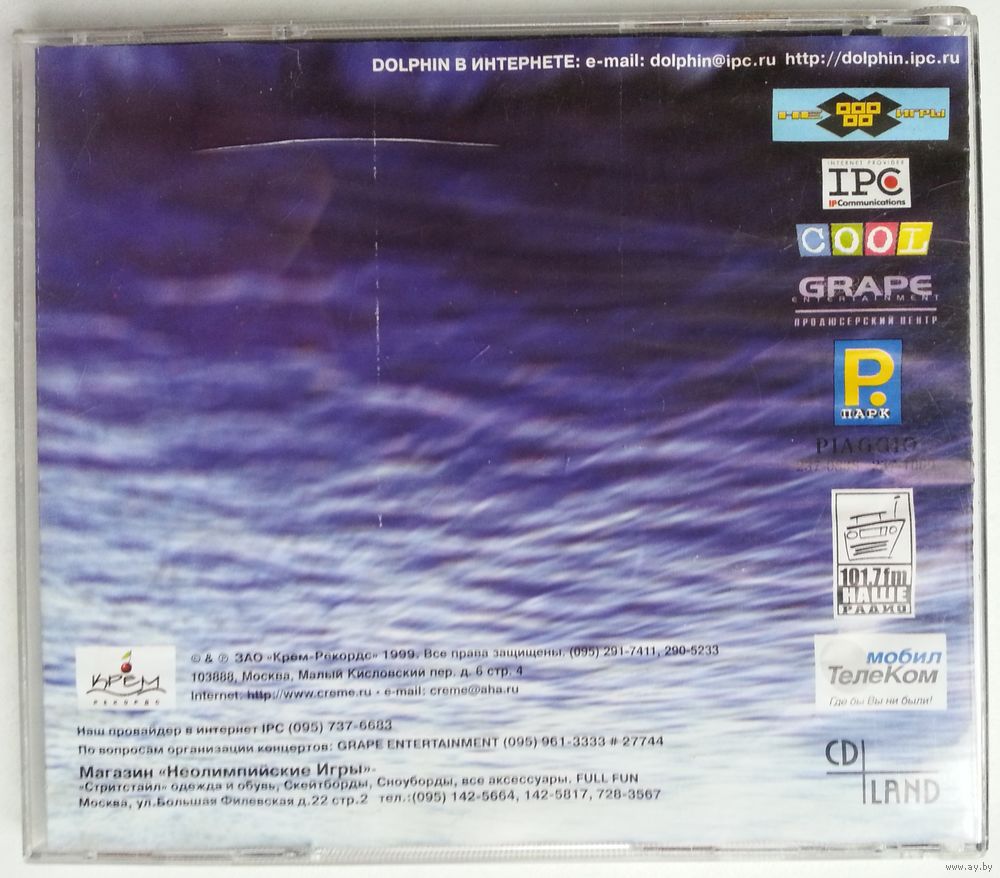 DOLPHIN В ИНТЕРНЕТЕ: e-mail: dolphin@ipc.ru http://dolphin.ipc.ru
ИГРЫ
INTERNET PROVIDER
IPC
IPCommunications
COOL
GRAPE
ENTERTAINMENT
ПРОДЮСЕРСКИЙ ЦЕНТР
P.
ПАРК
PIAGGIO
101.7fm
НАШЕ
РАДИО
мобил
ТелеКом
Где бы Вы ни были!
CD
LAND
КРЕМ
РЕКОРДС
© & ℗ ЗАО «Крем-Рекордс» 1999. Все права защищены. (095) 291-7411, 290-5233
103888, Москва, Малый Кисловский пер. д. 6 стр. 4
Internet: http://www.creme.ru - e-mail: creme@aha.ru
Наш провайдер в интернет IPC (095) 737-6683
По вопросам организации концертов: GRAPE ENTERTAINMENT (095) 961-3333 # 27744
Магазин «Неолимпийские Игры»-
«Стритстайл» одежда и обувь, Скейтборды, Сноуборды, все аксессуары. FULL FUN
Москва, ул.Большая Филевская д.22 стр.2 тел.:(095) 142-5664, 142-5817, 728-3567
www.ay.by